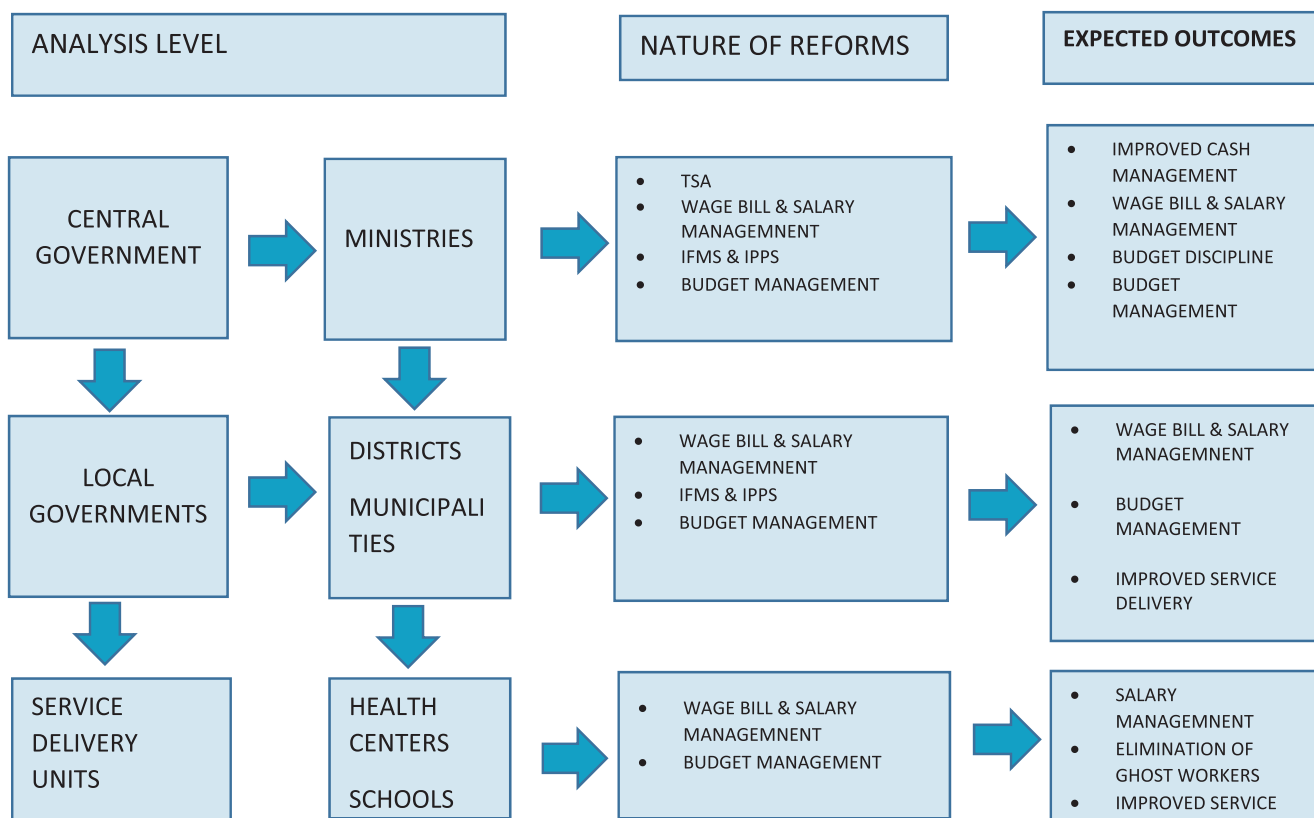 ANALYSIS LEVEL
NATURE OF REFORMS
EXPECTED OUTCOMES
CENTRAL
GOVERNMENT
MINISTRIES
• TSA
• WAGE BILL & SALARY
MANAGEMNENT
• IFMS & IPPS
• BUDGET MANAGEMENT
• IMPROVED CASH
MANAGEMENT
• WAGE BILL & SALARY
MANAGEMENT
• BUDGET DISCIPLINE
• BUDGET
MANAGEMENT
LOCAL
GOVERNMENTS
DISTRICTS
MUNICIPALI
TIES
• WAGE BILL & SALARY
MANAGEMNENT
• IFMS & IPPS
• BUDGET MANAGEMENT
• WAGE BILL & SALARY
MANAGEMNENT
• BUDGET
MANAGEMENT
• IMPROVED SERVICE
DELIVERY
SERVICE
DELIVERY
UNITS
HEALTH
CENTERS
SCHOOLS
• WAGE BILL & SALARY
MANAGEMNENT
• BUDGET MANAGEMENT
• SALARY
MANAGEMNENT
• ELIMINATION OF
GHOST WORKERS
• IMPROVED SERVICE